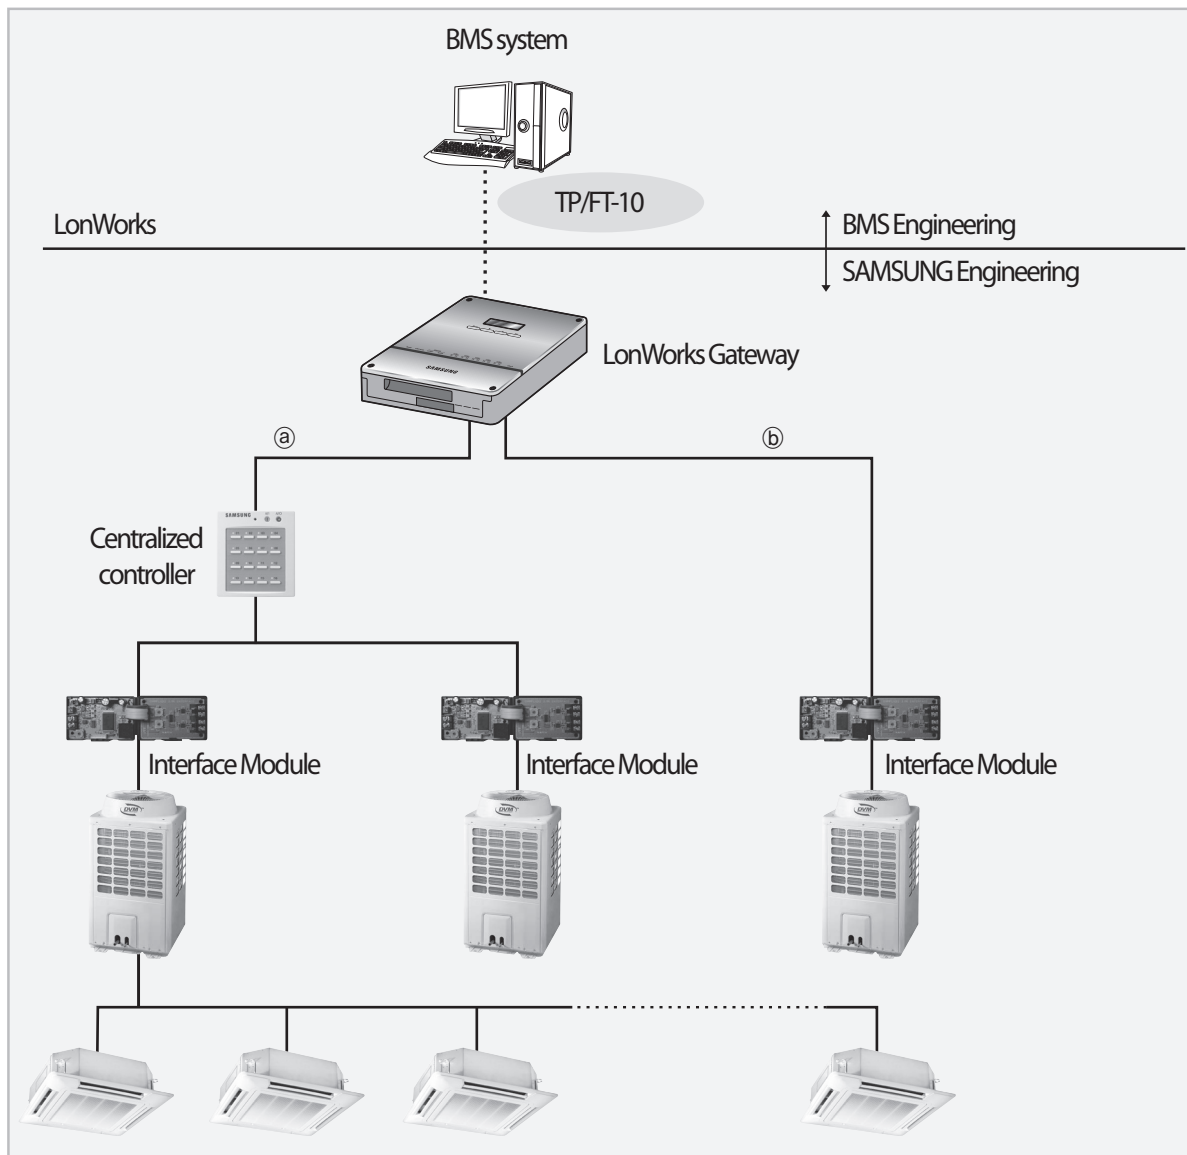 BMS system
TP/FT-10
LonWorks
BMS Engineering
SAMSUNG Engineering
LonWorks Gateway
SAMSUNG
ⓐ
ⓑ
SAMSUNG
Centralized
controller
Interface Module
Interface Module
Interface Module
DVM
DVM
DVM